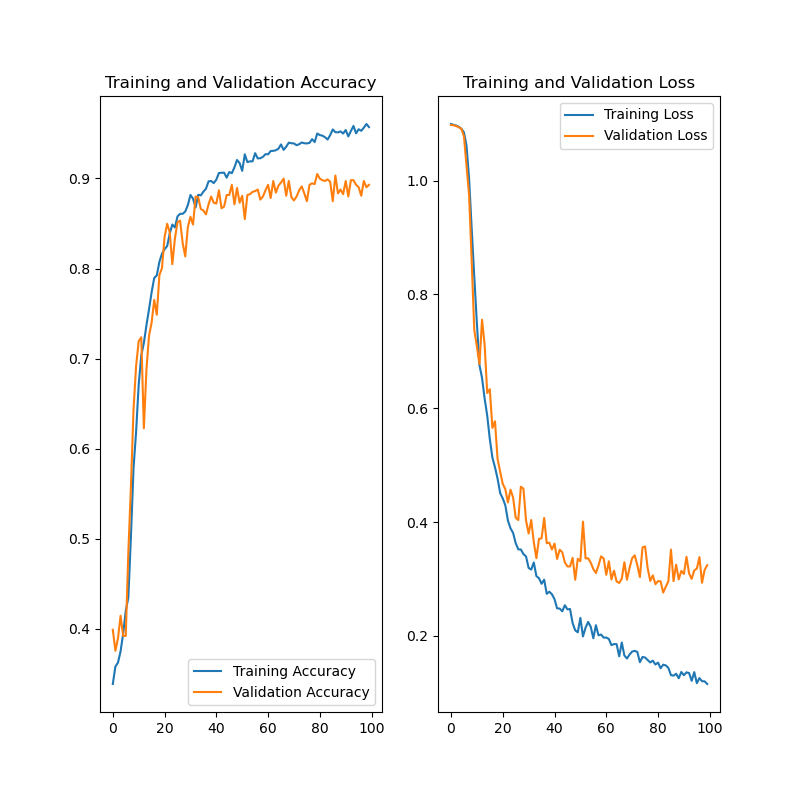 Training and Validation Accuracy
0.9
0.8
0.7
0.6
0.5
0.4
Training Accuracy
Validation Accuracy
0 20 40 60 80 100
Training and Validation Loss
Training Loss
Validation Loss
1.0
0.8
0.6
0.4
0.2
0 20 40 60 80 100